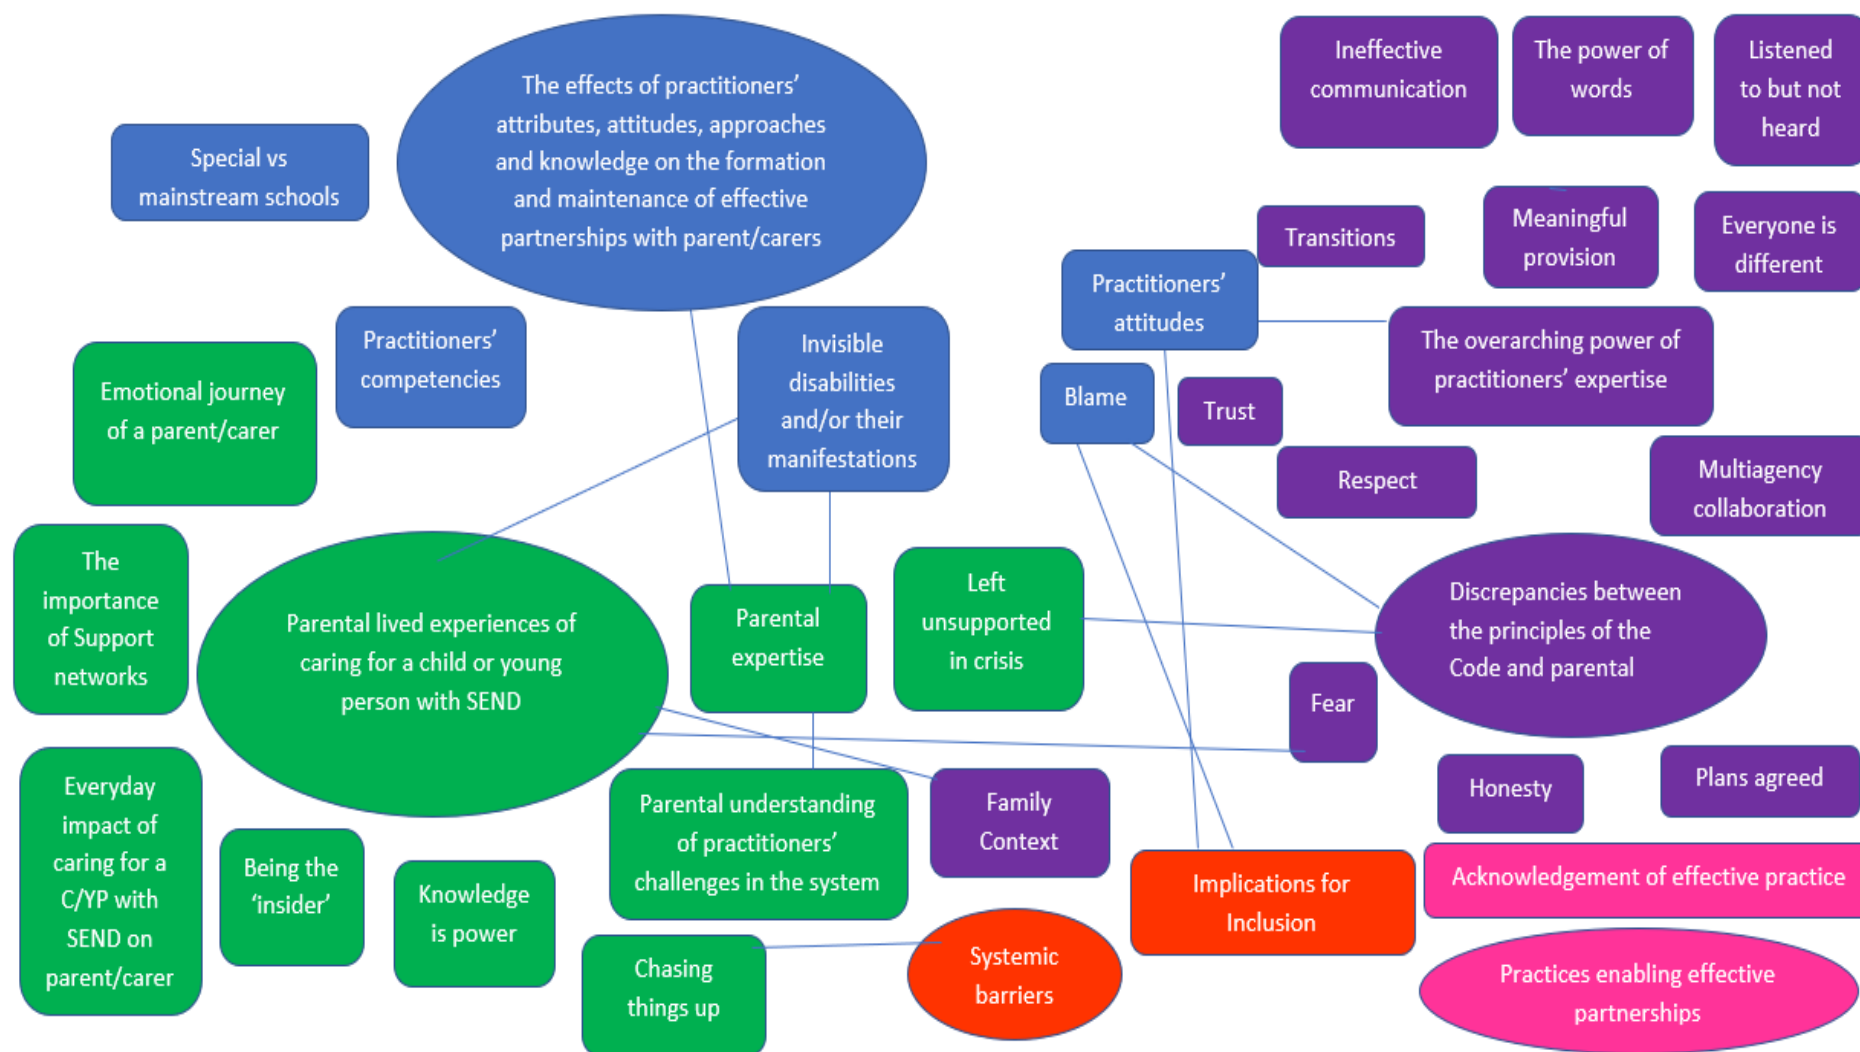 The effects of practitioners’
attributes, attitudes, approaches
and knowledge on the formation
and maintenance of effective
partnerships with parent/carers
Special vs
mainstream schools
Ineffective
communication
The power of
words
Listened
to but not
heard
Transitions
Meaningful
provision
Everyone is
different
Practitioners’
attitudes
Practitioners’
competencies
Invisible
disabilities
and/or their
manifestations
The overarching power of
practitioners’ expertise
Emotional journey
of a parent/carer
Blame
Trust
Respect
Multiagency
collaboration
The
importance
of Support
networks
Parental lived experiences of
caring for a child or young
person with SEND
Parental
expertise
Left
unsupported
in crisis
Discrepancies between
the principles of the
Code and parental
Fear
Everyday
impact of
caring for a
C/YP with
SEND on
parent/carer
Being the
‘insider’
Knowledge
is power
Parental understanding
of practitioners’
challenges in the system
Family
Context
Honesty
Plans agreed
Implications for
Inclusion
Acknowledgement of effective practice
Chasing
things up
Systemic
barriers
Practices enabling effective
partnerships